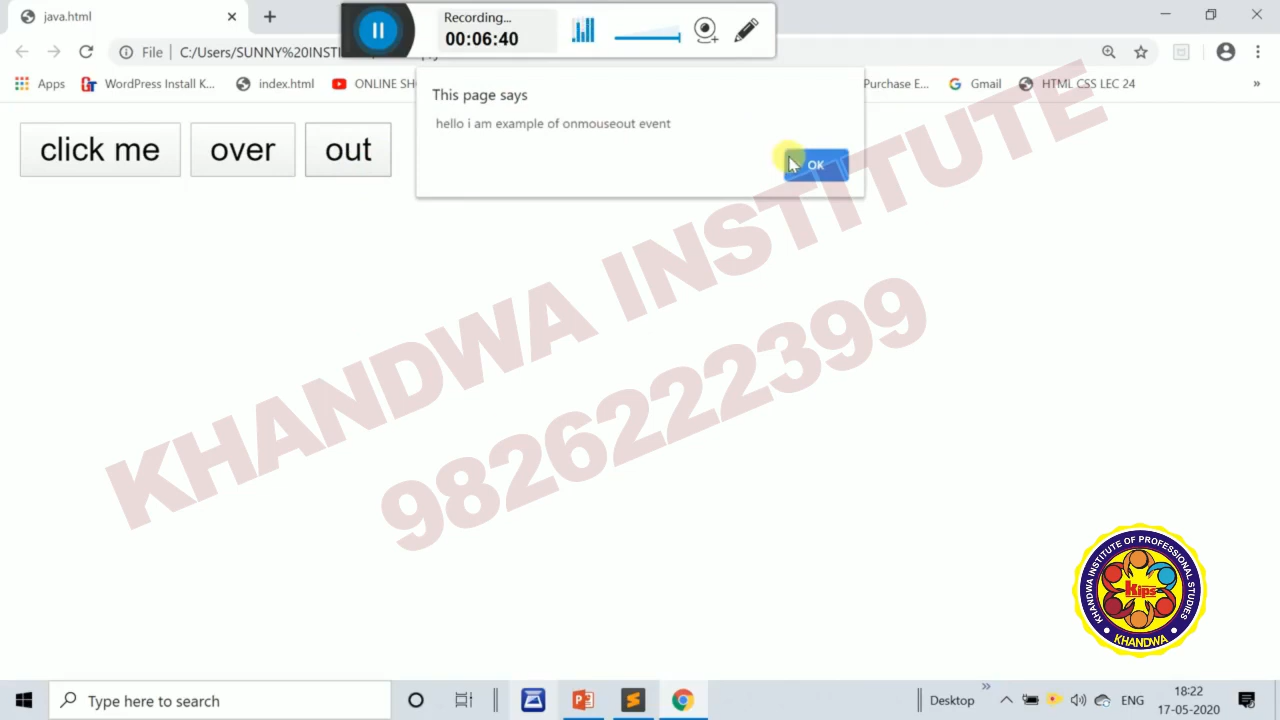 java.html
Recording...
00:06:40
File
C:/Users/SUNNY%20INSTI
Apps
WordPress Install K...
index.html
ONLINE SH
Purchase E...
Gmail
HTML CSS LEC 24
»
This page says
hello i am example of onmouseout event
OK
click me
over
out
KHANDWA INSTITUTE
9826222399
KHANDWA INSTITUTE OF PROFESSIONAL STUDIES
Kips
KHANDWA
Type here to search
Desktop
»
ENG
18:22
17-05-2020